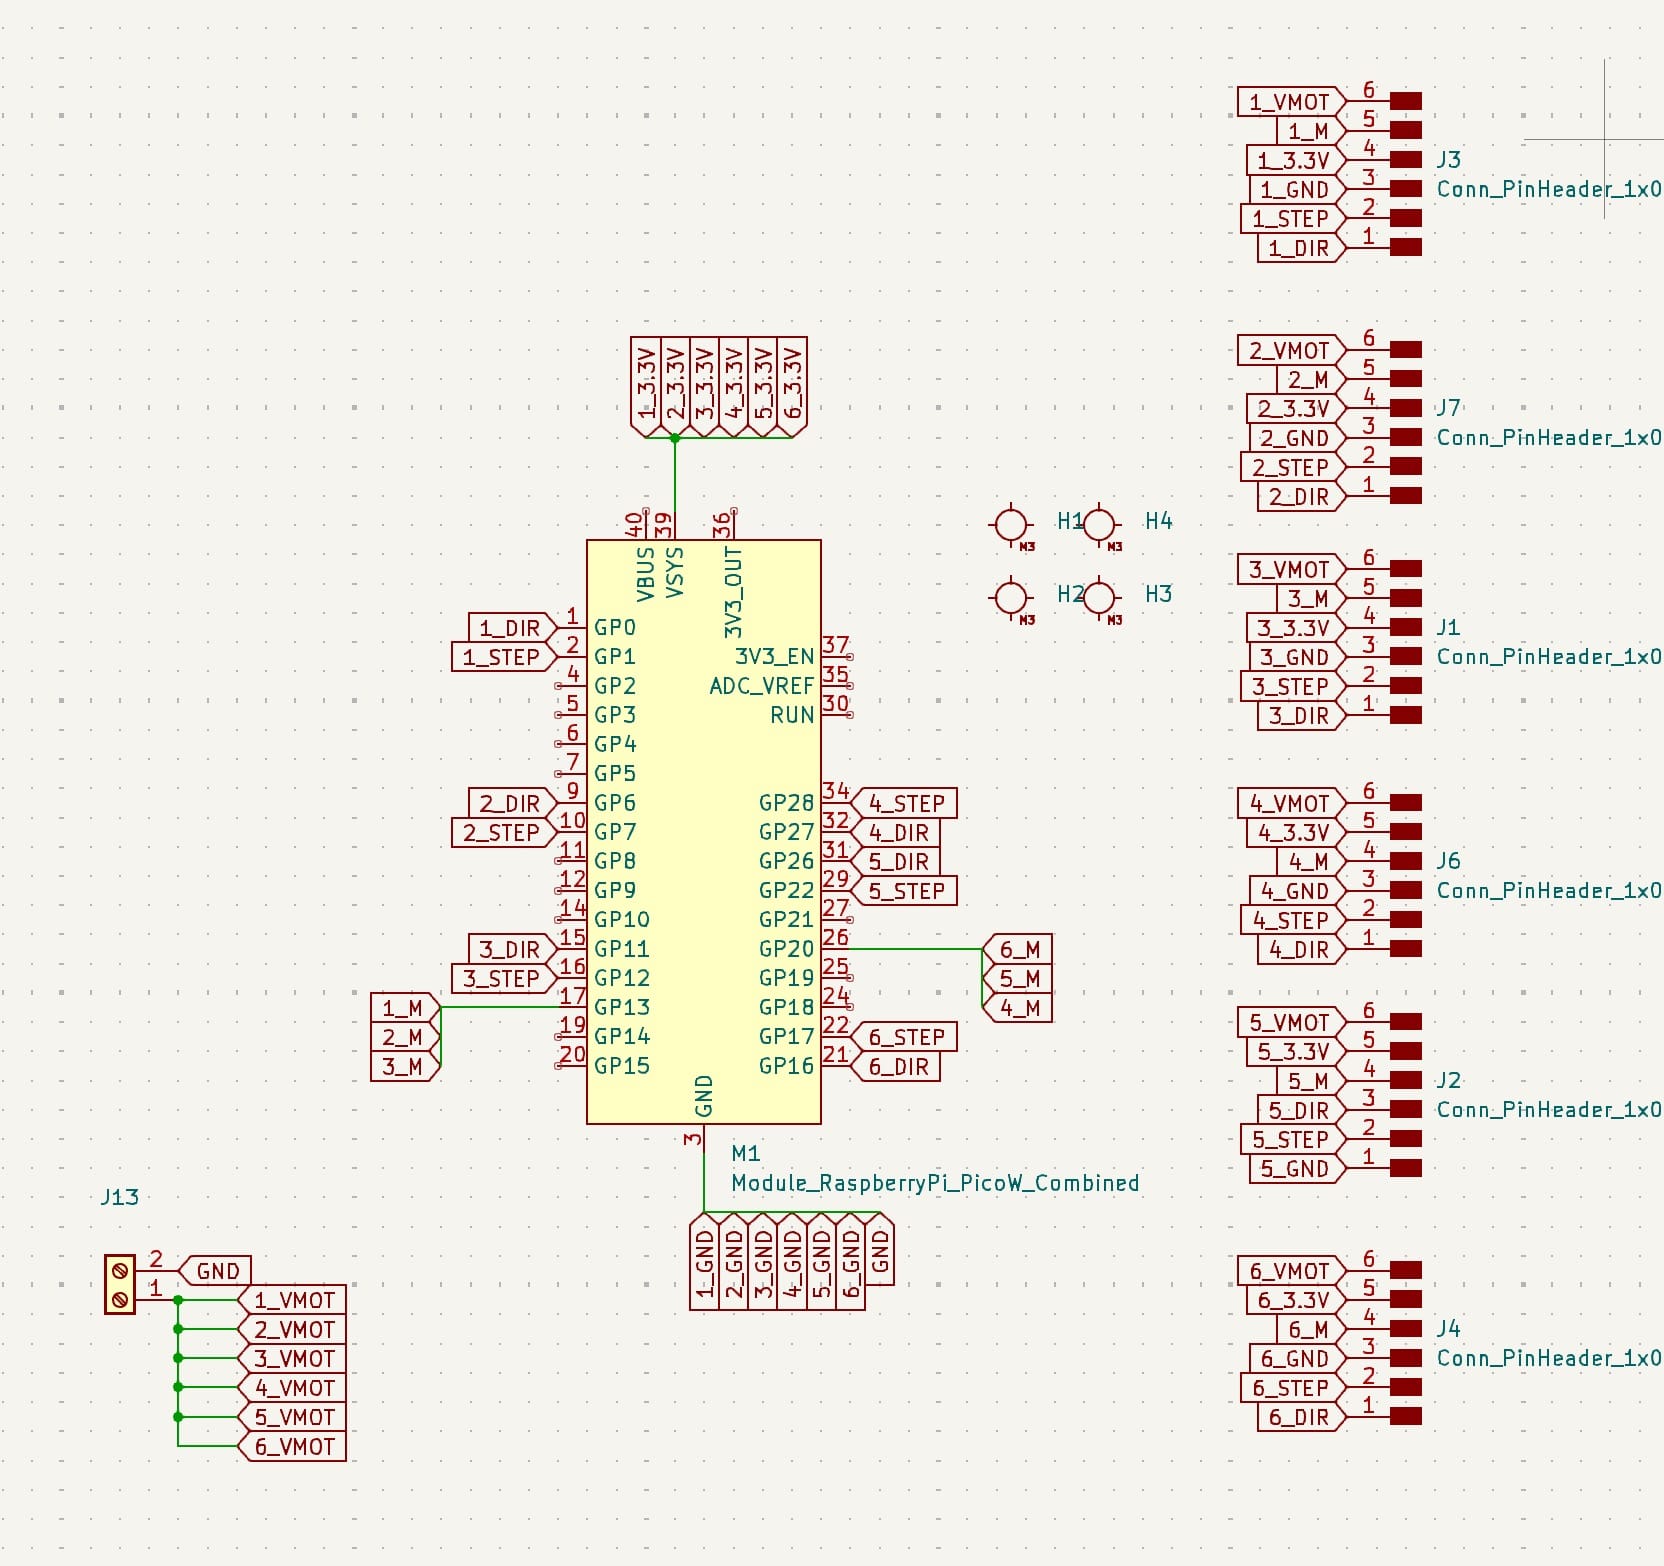 1_VMOT 6
1_M 5
1_3.3V 4 J3
1_GND 3 Conn_PinHeader_1x0
1_STEP 2
1_DIR 1
2_VMOT 6
2_M 5
2_3.3V 4 J7
2_GND 3 Conn_PinHeader_1x0
2_STEP 2
2_DIR 1
3_VMOT 6
3_M 5
3_3.3V 4 J1
3_GND 3 Conn_PinHeader_1x0
3_STEP 2
3_DIR 1
4_VMOT 6
4_3.3V 5
4_M 4 J6
4_GND 3 Conn_PinHeader_1x0
4_STEP 2
4_DIR 1
5_VMOT 6
5_3.3V 5
5_M 4 J2
5_DIR 3 Conn_PinHeader_1x0
5_STEP 2
5_GND 1
6_VMOT 6
6_3.3V 5
6_M 4 J4
6_GND 3 Conn_PinHeader_1x0
6_STEP 2
6_DIR 1
1_3.3V
2_3.3V
3_3.3V
4_3.3V
5_3.3V
6_3.3V
40 39 36
VBUS
VSYS
3V3_OUT
1_DIR 1 GP0
1_STEP 2 GP1
4 GP2
5 GP3
6 GP4
7 GP5
2_DIR 9 GP6
2_STEP 10 GP7
11 GP8
12 GP9
14 GP10
3_DIR 15 GP11
3_STEP 16 GP12
1_M 17 GP13
2_M 19 GP14
3_M 20 GP15
3V3_EN 37
ADC_VREF 35
RUN 30
GP28 34 4_STEP
GP27 32 4_DIR
GP26 31 5_DIR
GP22 29 5_STEP
GP21 27
GP20 26 6_M
GP19 25 5_M
GP18 24 4_M
GP17 22 6_STEP
GP16 21 6_DIR
GND
3
M1
Module_RaspberryPi_PicoW_Combined
1_GND
2_GND
3_GND
4_GND
5_GND
6_GND
GND
H1 H4
M3 M3
H2 H3
M3 M3
J13
2 GND
1 1_VMOT
2_VMOT
3_VMOT
4_VMOT
5_VMOT
6_VMOT